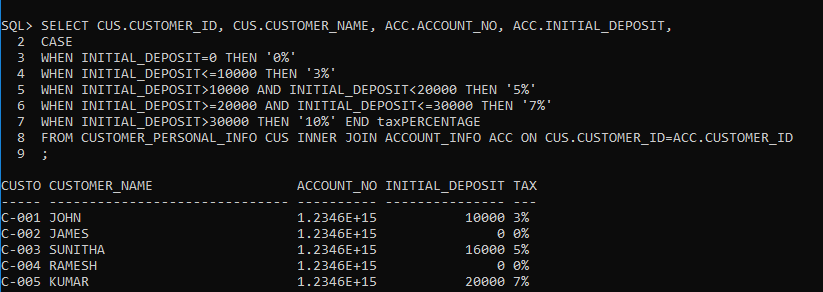 SQL> SELECT CUS.CUSTOMER_ID, CUS.CUSTOMER_NAME, ACC.ACCOUNT_NO, ACC.INITIAL_DEPOSIT,
  2  CASE
  3  WHEN INITIAL_DEPOSIT=0 THEN '0%'
  4  WHEN INITIAL_DEPOSIT<=10000 THEN '3%'
  5  WHEN INITIAL_DEPOSIT>10000 AND INITIAL_DEPOSIT<20000 THEN '5%'
  6  WHEN INITIAL_DEPOSIT>=20000 AND INITIAL_DEPOSIT<=30000 THEN '7%'
  7  WHEN INITIAL_DEPOSIT>30000 THEN '10%' END taxPERCENTAGE
  8  FROM CUSTOMER_PERSONAL_INFO CUS INNER JOIN ACCOUNT_INFO ACC ON CUS.CUSTOMER_ID=ACC.CUSTOMER_ID
  9  ;
CUSTO CUSTOMER_NAME                  ACCOUNT_NO INITIAL_DEPOSIT TAX
----- ------------------------------ ---------- --------------- ---
C-001 JOHN                           1.2346E+15           10000 3%
C-002 JAMES                          1.2346E+15               0 0%
C-003 SUNITHA                        1.2346E+15           16000 5%
C-004 RAMESH                         1.2346E+15               0 0%
C-005 KUMAR                          1.2346E+15           20000 7%